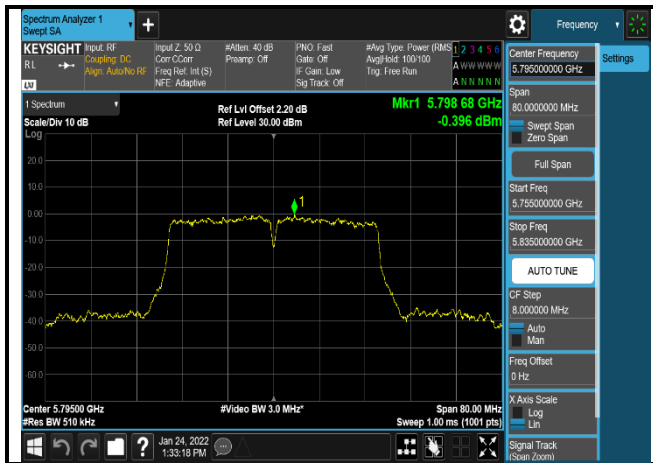 Spectrum Analyzer 1
Swept SA
+
Frequency
KEYSIGHT
RL
LXI
Input: RF
Coupling: DC
Align: Auto/No RF
Input Z: 50 Ω
Corr CCorr
Freq Ref: Int (S)
NFE: Adaptive
#Atten: 40 dB
Preamp: Off
PNO: Fast
Gate: Off
IF Gain: Low
Sig Track: Off
#Avg Type: Power (RMS
Avg|Hold: 100/100
Trig: Free Run
1 2 3 4 5 6
A W W W W W
A N N N N N
1 Spectrum
Scale/Div 10 dB
Ref Lvl Offset 2.20 dB
Ref Level 30.00 dBm
Mkr1 5.798 68 GHz
-0.396 dBm
Log
20.0
10.0
0.00
-10.0
-20.0
-30.0
-40.0
-50.0
-60.0
1
Center 5.79500 GHz
#Res BW 510 kHz
#Video BW 3.0 MHz*
Span 80.00 MHz
Sweep 1.00 ms (1001 pts)
?
Jan 24, 2022
1:33:18 PM
Center Frequency
5.795000000 GHz
Span
80.0000000 MHz
Swept Span
Zero Span
Full Span
Start Freq
5.755000000 GHz
Stop Freq
5.835000000 GHz
AUTO TUNE
CF Step
8.000000 MHz
Auto
Man
Freq Offset
0 Hz
X Axis Scale
Log
Lin
Signal Track
(Span Zoom)
Settings